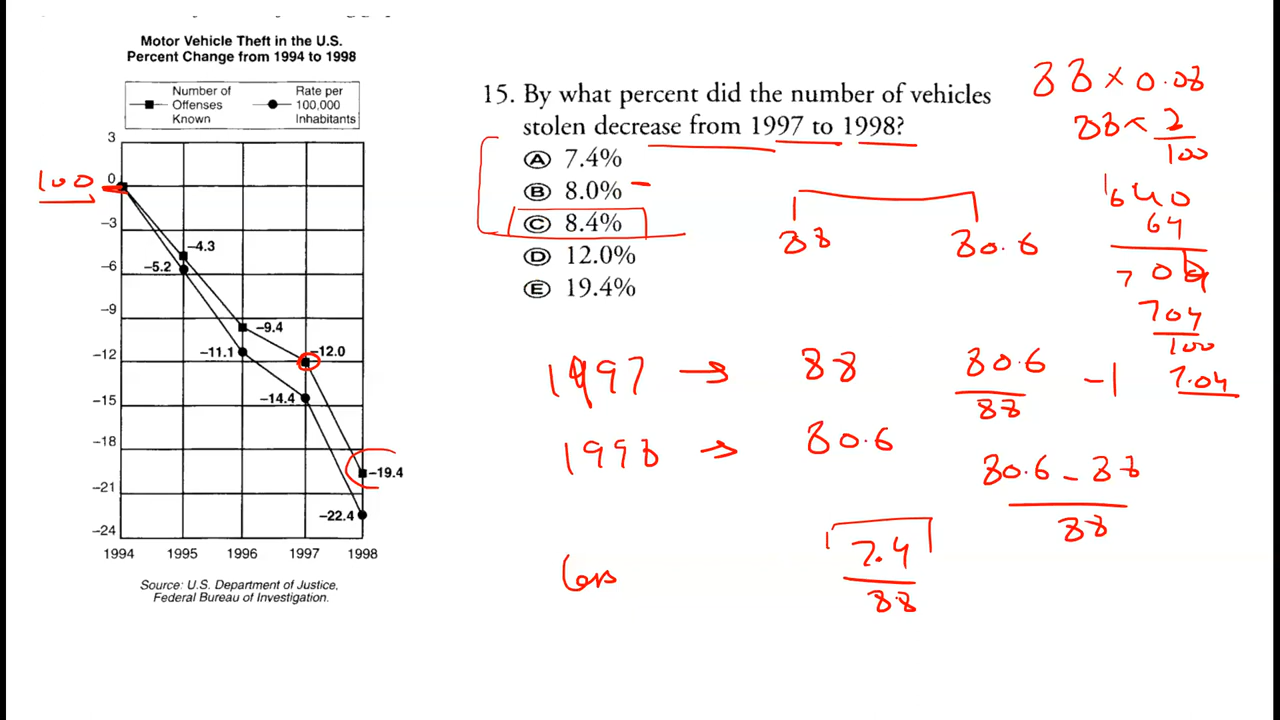 Motor Vehicle Theft in the U.S.
Percent Change from 1994 to 1998
Number of Offenses Known
Rate per 100,000 Inhabitants
3
0
-3
-6
-9
-12
-15
-18
-21
-24
100
-4.3
-5.2
-9.4
-11.1
-12.0
-14.4
-19.4
-22.4
1994 1995 1996 1997 1998
Source: U.S. Department of Justice,
Federal Bureau of Investigation.
15. By what percent did the number of vehicles
stolen decrease from 1997 to 1998?
A 7.4%
B 8.0%
C 8.4%
D 12.0%
E 19.4%
88 80.6
1997 → 88
1998 → 80.6
7.4
88
80.6
88
-1
80.6 - 88
88
88 × 0.08
88 ×
100
640
64
704
100
7.04